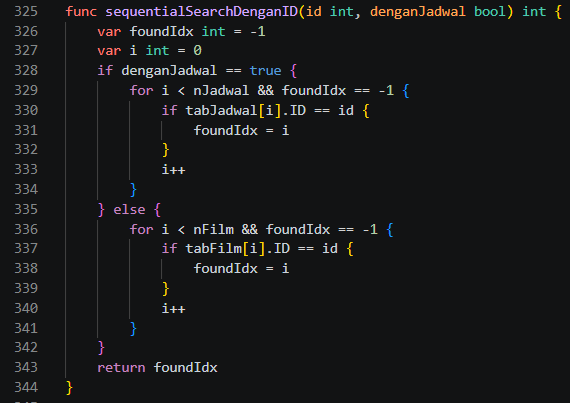 325 func sequentialSearchDenganID(id int, denganJadwal bool) int {
326     var foundIdx int = -1
327     var i int = 0
328     if denganJadwal == true {
329         for i < nJadwal && foundIdx == -1 {
330             if tabJadwal[i].ID == id {
331                 foundIdx = i
332             }
333             i++
334         }
335     } else {
336         for i < nFilm && foundIdx == -1 {
337             if tabFilm[i].ID == id {
338                 foundIdx = i
339             }
340             i++
341         }
342     }
343     return foundIdx
344 }